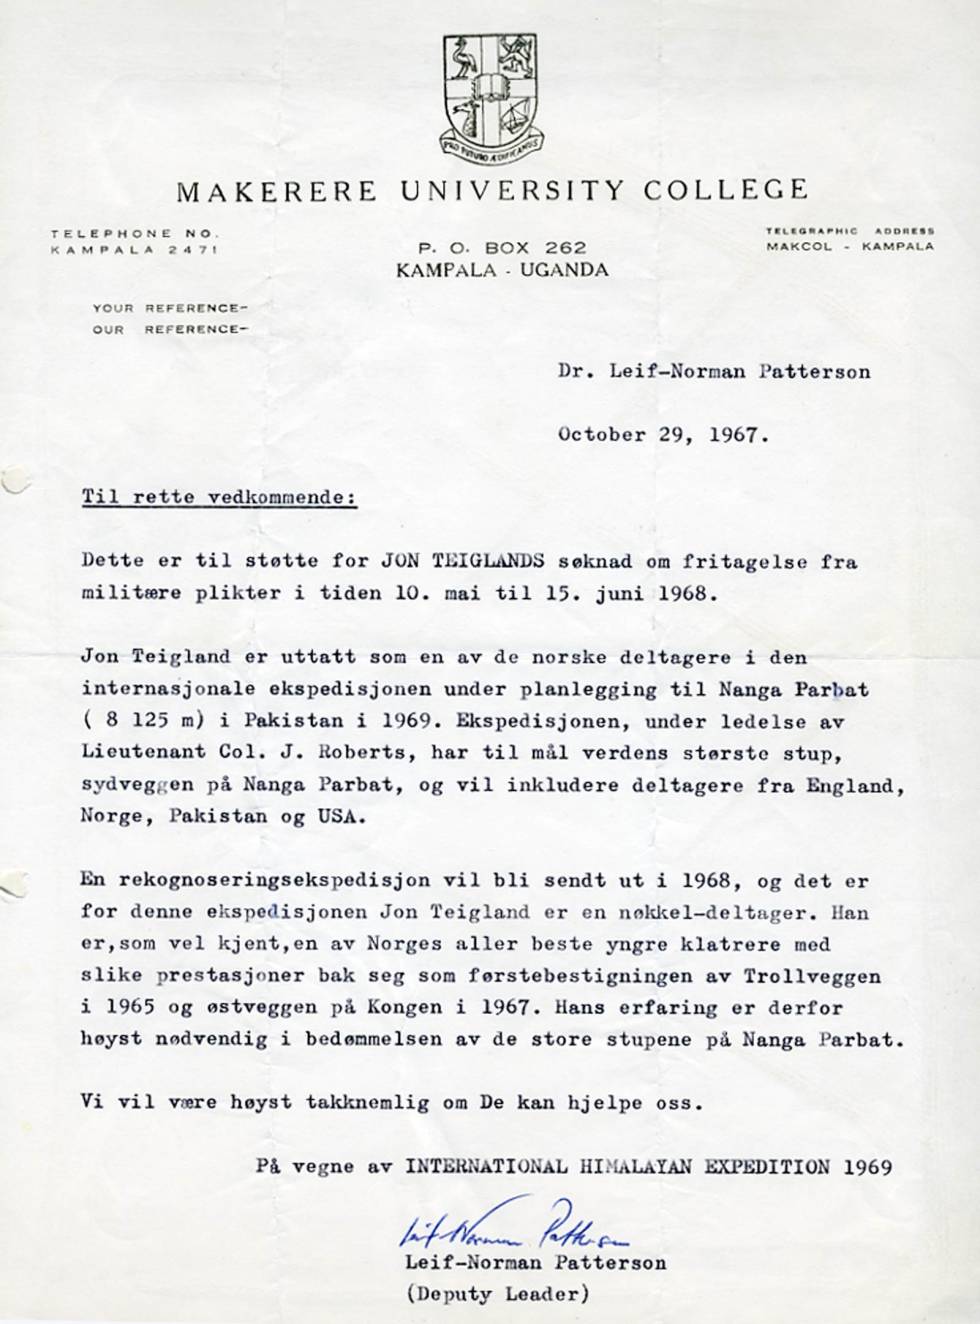 PRO FUTURO AEDIFICAMUS
MAKERERE UNIVERSITY COLLEGE
TELEPHONE NO.
KAMPALA 2471
P. O. BOX 262
KAMPALA - UGANDA
TELEGRAPHIC ADDRESS
MAKCOL - KAMPALA
YOUR REFERENCE-
OUR REFERENCE-
Dr. Leif-Norman Patterson
October 29, 1967.
Til rette vedkommende:
Dette er til støtte for JON TEIGLANDS søknad om fritagelse fra
militære plikter i tiden 10. mai til 15. juni 1968.
Jon Teigland er uttatt som en av de norske deltagere i den
internasjonale ekspedisjonen under planlegging til Nanga Parbat
( 8 125 m) i Pakistan i 1969. Ekspedisjonen, under ledelse av
Lieutenant Col. J. Roberts, har til mål verdens største stup,
sydveggen på Nanga Parbat, og vil inkludere deltagere fra England,
Norge, Pakistan og USA.
En rekognoseringsekspedisjon vil bli sendt ut i 1968, og det er
for denne ekspedisjonen Jon Teigland er en nøkkel-deltager. Han
er,som vel kjent,en av Norges aller beste yngre klatrere med
slike prestasjoner bak seg som førstebestigningen av Trollveggen
i 1965 og østveggen på Kongen i 1967. Hans erfaring er derfor
høyst nødvendig i bedømmelsen av de store stupene på Nanga Parbat.
Vi vil være høyst takknemlig om De kan hjelpe oss.
På vegne av INTERNATIONAL HIMALAYAN EXPEDITION 1969
Leif Norman Patterson
Leif-Norman Patterson
(Deputy Leader)